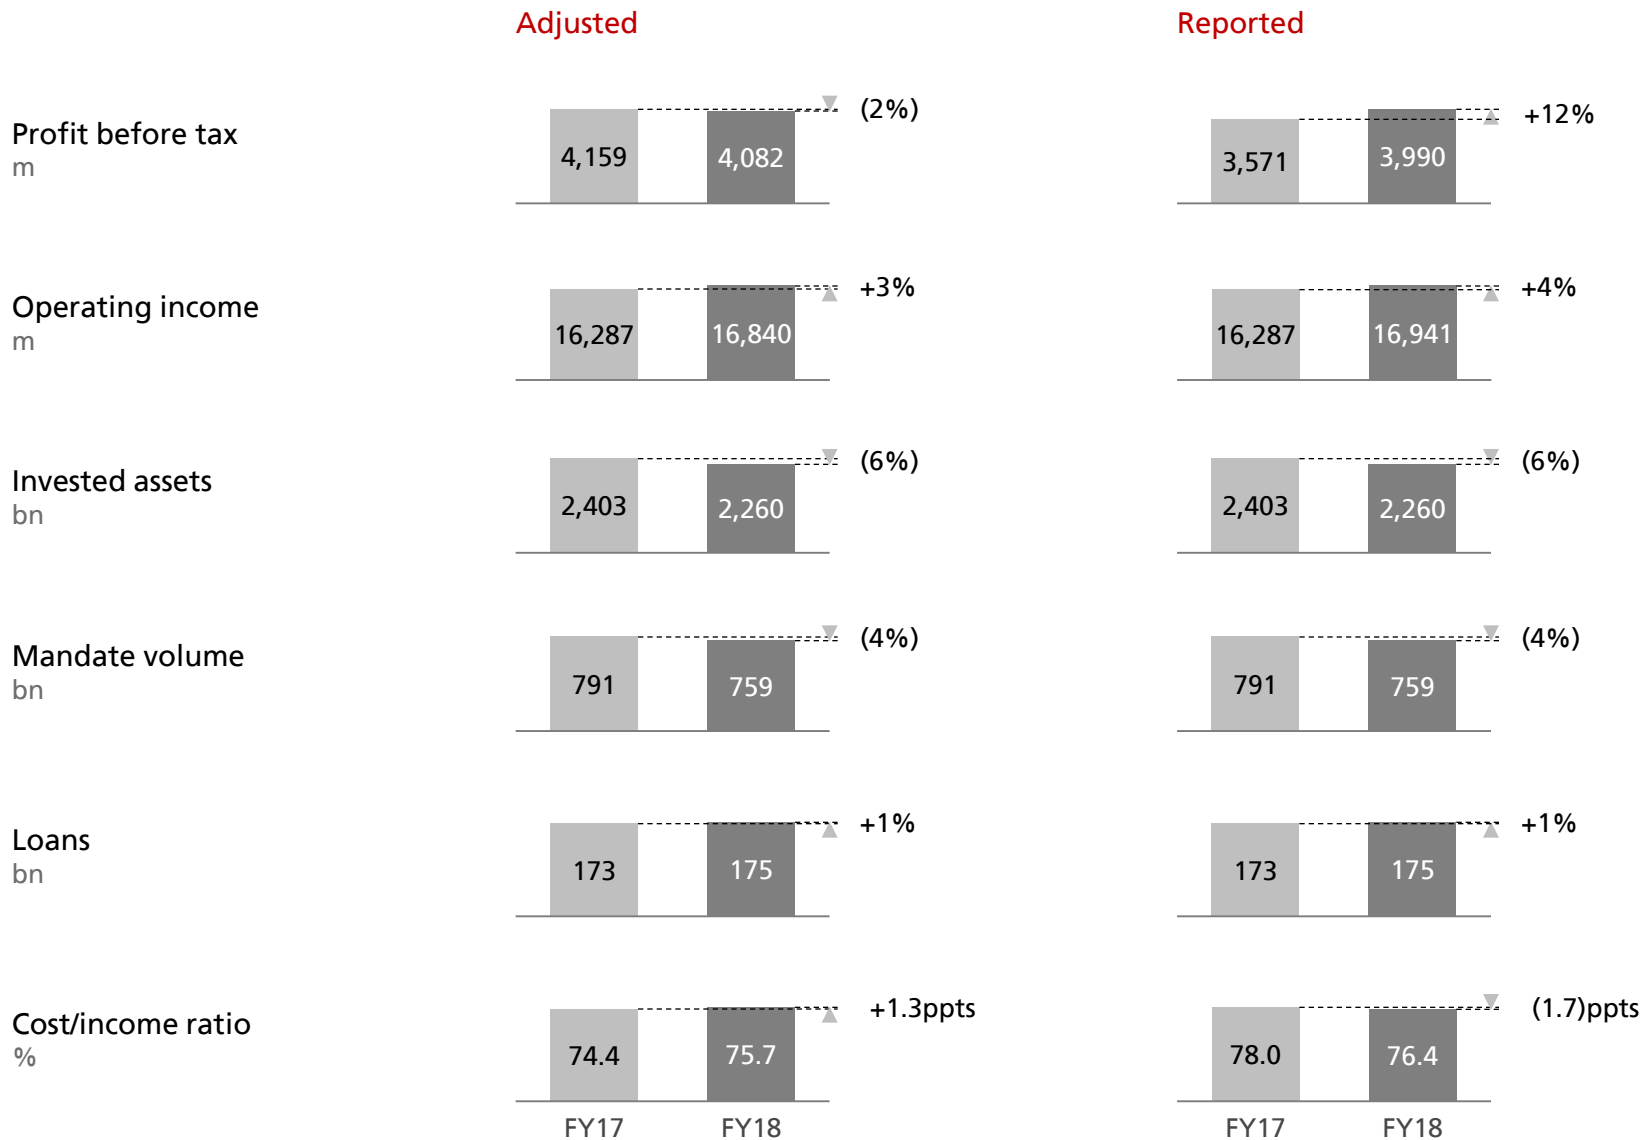 Adjusted Reported
Profit before tax
m
4,159 4,082 (2%) 3,571 3,990 +12%
Operating income
m
16,287 16,840 +3% 16,287 16,941 +4%
Invested assets
bn
2,403 2,260 (6%) 2,403 2,260 (6%)
Mandate volume
bn
791 759 (4%) 791 759 (4%)
Loans
bn
173 175 +1% 173 175 +1%
Cost/income ratio
%
74.4 75.7 +1.3ppts 78.0 76.4 (1.7)ppts
FY17 FY18 FY17 FY18